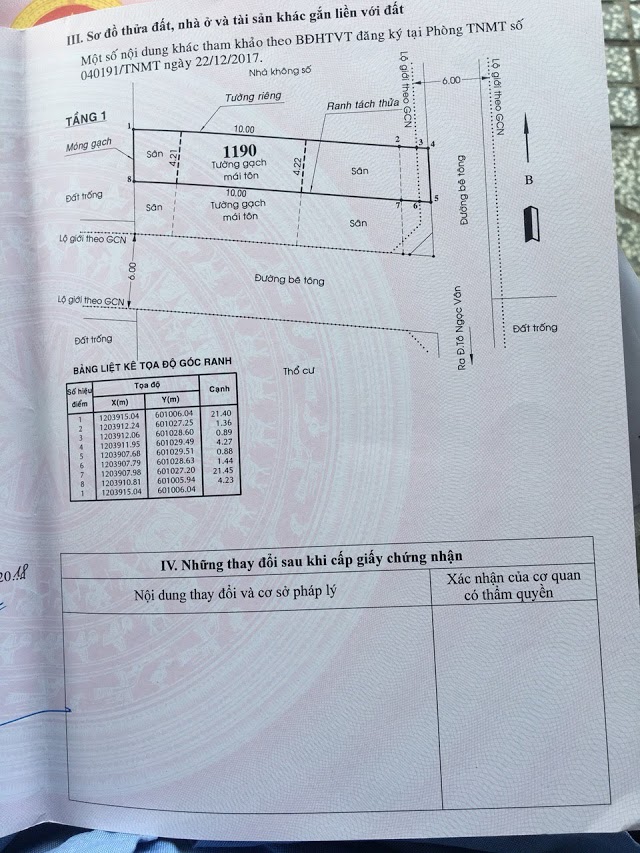 III. Sơ đồ thửa đất, nhà ở và tài sản khác gắn liền với đất
Một số nội dung khác tham khảo theo BĐHTVT đăng ký tại Phòng TNMT số
040191/TNMT ngày 22/12/2017.
Nhà không số
Lộ giới theo GCN
6.00
Lộ giới theo GCN
TẦNG 1
Tường riêng
Ranh tách thửa
1
10.00
2
3
4
Móng gạch
Sân
4.21
1190
Tường gạch
mái tôn
4.22
Sân
Đường bê tông
B
8
10.00
7
6
5
Đất trống
Sân
Tường gạch
mái tôn
Sân
Lộ giới theo GCN
6.00
Đường bê tông
Lộ giới theo GCN
Ra Đ.Tô Ngọc Vân
Đất trống
Đất trống
Thổ cư
BẢNG LIỆT KÊ TỌA ĐỘ GÓC RANH
Số hiệu điểm | Tọa độ | Cạnh
X(m) | Y(m)
1 1203915.04 601006.04 21.40
2 1203912.24 601027.25 1.36
3 1203912.06 601028.60 0.89
4 1203911.95 601029.49 4.27
5 1203907.68 601029.51 0.88
6 1203907.79 601028.63 1.44
7 1203907.98 601027.20 21.45
8 1203910.81 601005.94 4.23
1 1203915.04 601006.04
2018
IV. Những thay đổi sau khi cấp giấy chứng nhận
Nội dung thay đổi và cơ sở pháp lý
Xác nhận của cơ quan
có thẩm quyền